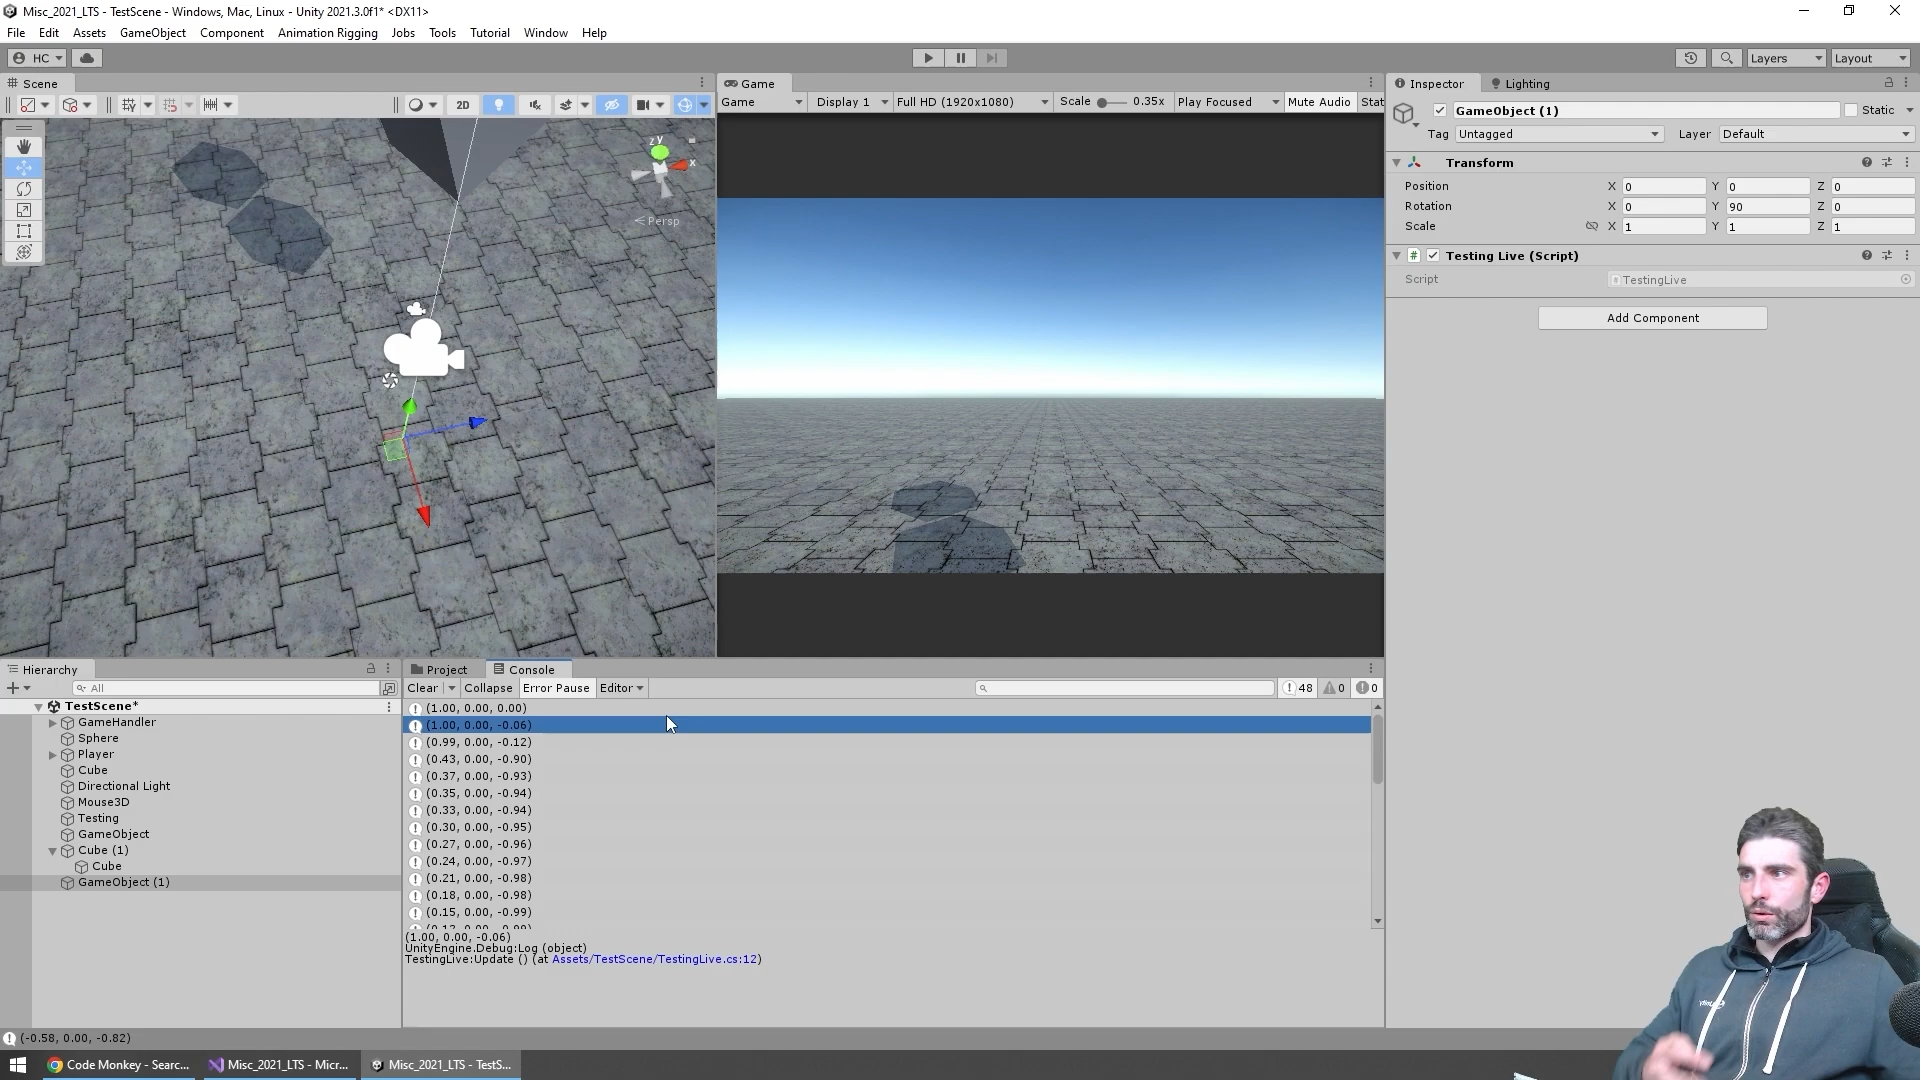 Misc_2021_LTS - TestScene - Windows, Mac, Linux - Unity 2021.3.0f1* <DX11>
File Edit Assets GameObject Component Animation Rigging Jobs Tools Tutorial Window Help
HC Layers Layout
Scene Game Inspector Lighting
2D Game Display 1 Full HD (1920x1080) Scale 0.35x Play Focused Mute Audio Stat
GameObject (1) Static
Tag Untagged Layer Default
z y x
Persp
Transform
Position X 0 Y 0 Z 0
Rotation X 0 Y 90 Z 0
Scale X 1 Y 1 Z 1
Testing Live (Script)
Script TestingLive
Add Component
Hierarchy
All
TestScene*
GameHandler
Sphere
Player
Cube
Directional Light
Mouse3D
Testing
GameObject
Cube (1)
Cube
GameObject (1)
Project Console
Clear Collapse Error Pause Editor 48 0 0
(1.00, 0.00, 0.00)
(1.00, 0.00, -0.06)
(0.99, 0.00, -0.12)
(0.43, 0.00, -0.90)
(0.37, 0.00, -0.93)
(0.35, 0.00, -0.94)
(0.33, 0.00, -0.94)
(0.30, 0.00, -0.95)
(0.27, 0.00, -0.96)
(0.24, 0.00, -0.97)
(0.21, 0.00, -0.98)
(0.18, 0.00, -0.98)
(0.15, 0.00, -0.99)
(1.00, 0.00, -0.06)
UnityEngine.Debug:Log (object)
TestingLive:Update () (at Assets/TestScene/TestingLive.cs:12)
(-0.58, 0.00, -0.82)
Code Monkey - Searc... Misc_2021_LTS - Micr... Misc_2021_LTS - TestS...